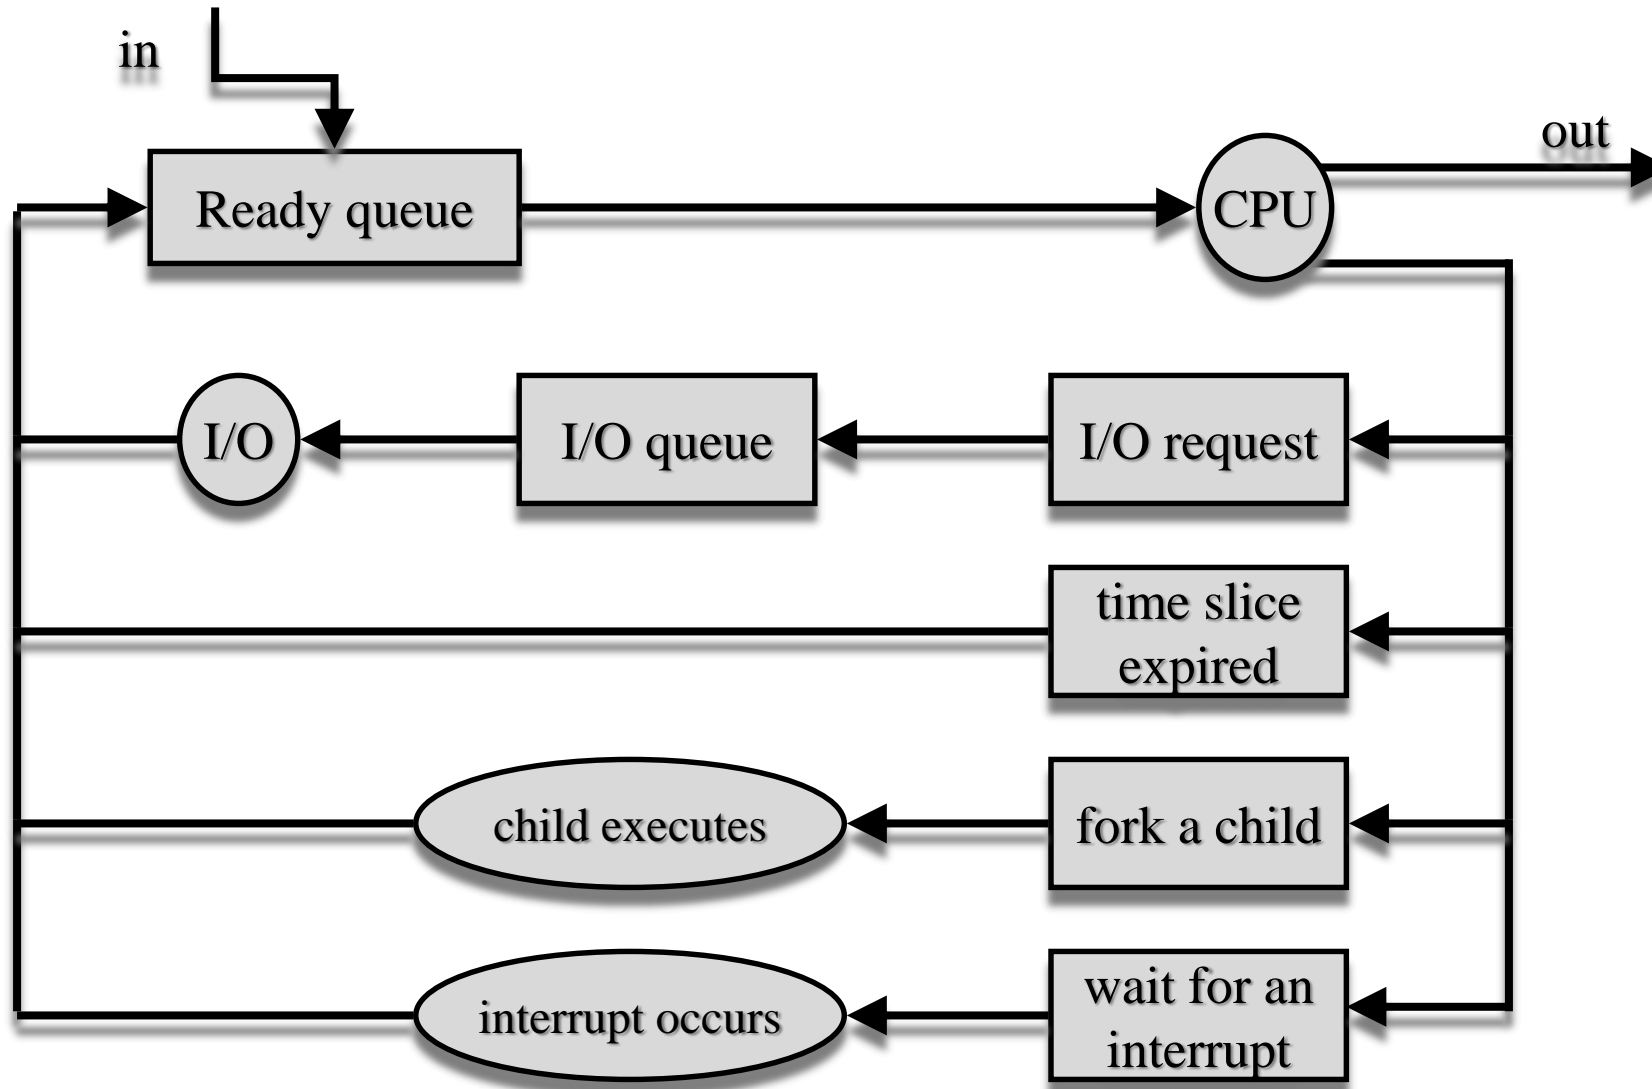 in
out
Ready queue
CPU
I/O
I/O queue
I/O request
time slice
expired
child executes
fork a child
interrupt occurs
wait for an
interrupt